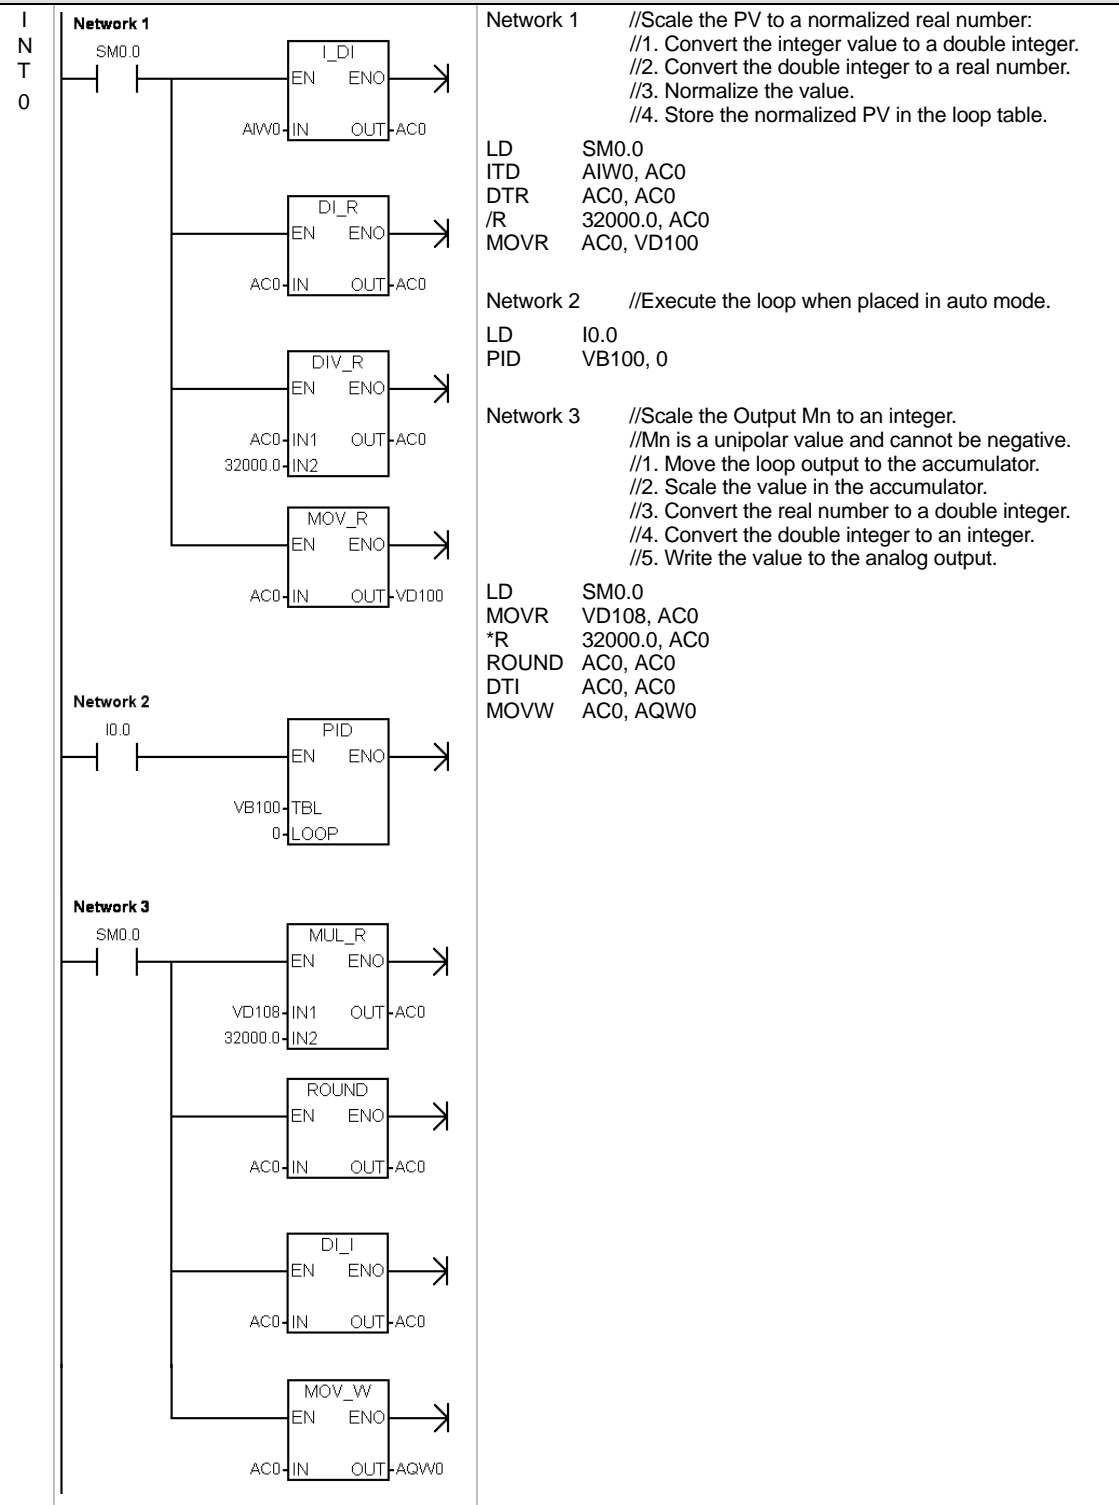 I
N
T
0
Network 1
SM0.0
I_DI
EN ENO
AIW0 IN OUT AC0
DI_R
EN ENO
AC0 IN OUT AC0
DIV_R
EN ENO
AC0 IN1 OUT AC0
32000.0 IN2
MOV_R
EN ENO
AC0 IN OUT VD100
Network 2
I0.0
PID
EN ENO
VB100 TBL
0 LOOP
Network 3
SM0.0
MUL_R
EN ENO
VD108 IN1 OUT AC0
32000.0 IN2
ROUND
EN ENO
AC0 IN OUT AC0
DI_I
EN ENO
AC0 IN OUT AC0
MOV_W
EN ENO
AC0 IN OUT AQW0
Network 1 //Scale the PV to a normalized real number:
//1. Convert the integer value to a double integer.
//2. Convert the double integer to a real number.
//3. Normalize the value.
//4. Store the normalized PV in the loop table.
LD SM0.0
ITD AIW0, AC0
DTR AC0, AC0
/R 32000.0, AC0
MOVR AC0, VD100
Network 2 //Execute the loop when placed in auto mode.
LD I0.0
PID VB100, 0
Network 3 //Scale the Output Mn to an integer.
//Mn is a unipolar value and cannot be negative.
//1. Move the loop output to the accumulator.
//2. Scale the value in the accumulator.
//3. Convert the real number to a double integer.
//4. Convert the double integer to an integer.
//5. Write the value to the analog output.
LD SM0.0
MOVR VD108, AC0
*R 32000.0, AC0
ROUND AC0, AC0
DTI AC0, AC0
MOVW AC0, AQW0